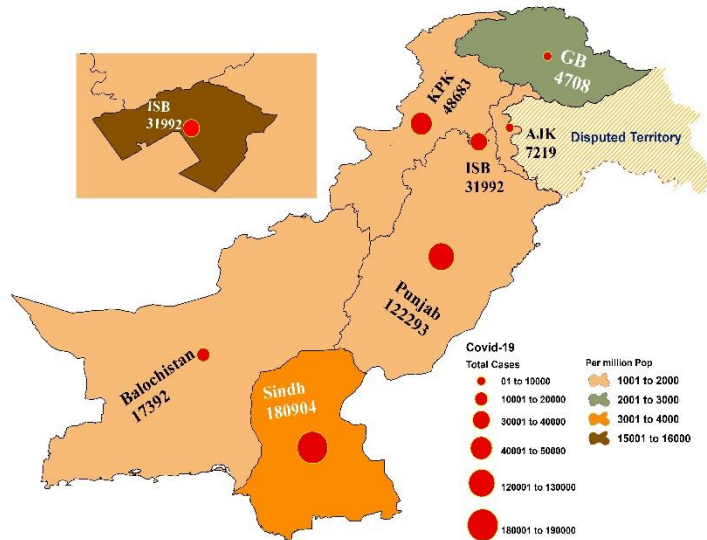 ISB
31992
GB
4708
KPK
48683
AJK
7219
Disputed Territory
ISB
31992
Punjab
122293
Balochistan
17392
Sindh
180904
Covid-19
Total Cases
01 to 10000
10001 to 20000
30001 to 40000
40001 to 50000
120001 to 130000
180001 to 190000
Per million Pop
1001 to 2000
2001 to 3000
3001 to 4000
15001 to 16000